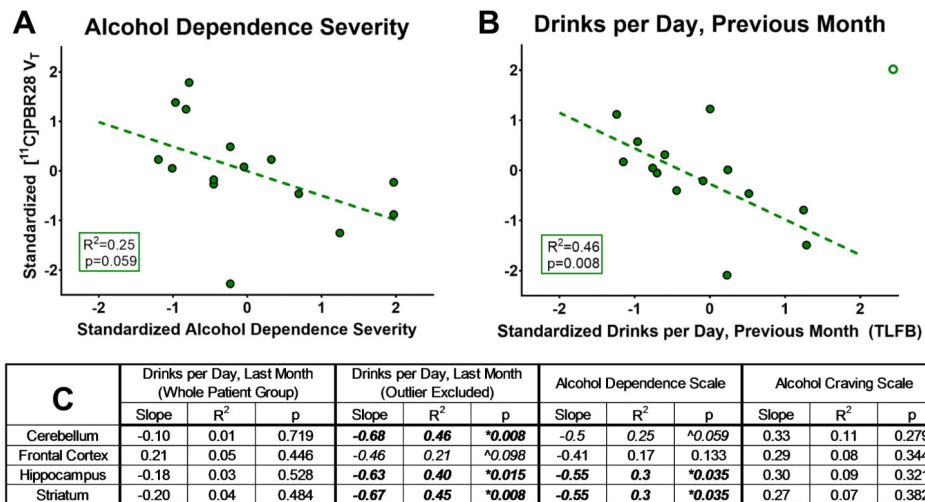 A Alcohol Dependence Severity
Standardized [¹¹C]PBR28 V_T
2
1
0
-1
-2
R²=0.25
p=0.059
-2 -1 0 1 2
Standardized Alcohol Dependence Severity
B Drinks per Day, Previous Month
2
1
0
-1
-2
R²=0.46
p=0.008
-2 -1 0 1 2
Standardized Drinks per Day, Previous Month (TLFB)
C
Drinks per Day, Last Month Drinks per Day, Last Month Alcohol Dependence Scale Alcohol Craving Scale
(Whole Patient Group) (Outlier Excluded)
Slope R² p Slope R² p Slope R² p Slope R² p
Cerebellum -0.10 0.01 0.719 -0.68 0.46 *0.008 -0.5 0.25 ^0.059 0.33 0.11 0.279
Frontal Cortex 0.21 0.05 0.446 -0.46 0.21 ^0.098 -0.41 0.17 0.133 0.29 0.08 0.344
Hippocampus -0.18 0.03 0.528 -0.63 0.40 *0.015 -0.55 0.3 *0.035 0.30 0.09 0.321
Striatum -0.20 0.04 0.484 -0.67 0.45 *0.008 -0.55 0.3 *0.035 0.27 0.07 0.382